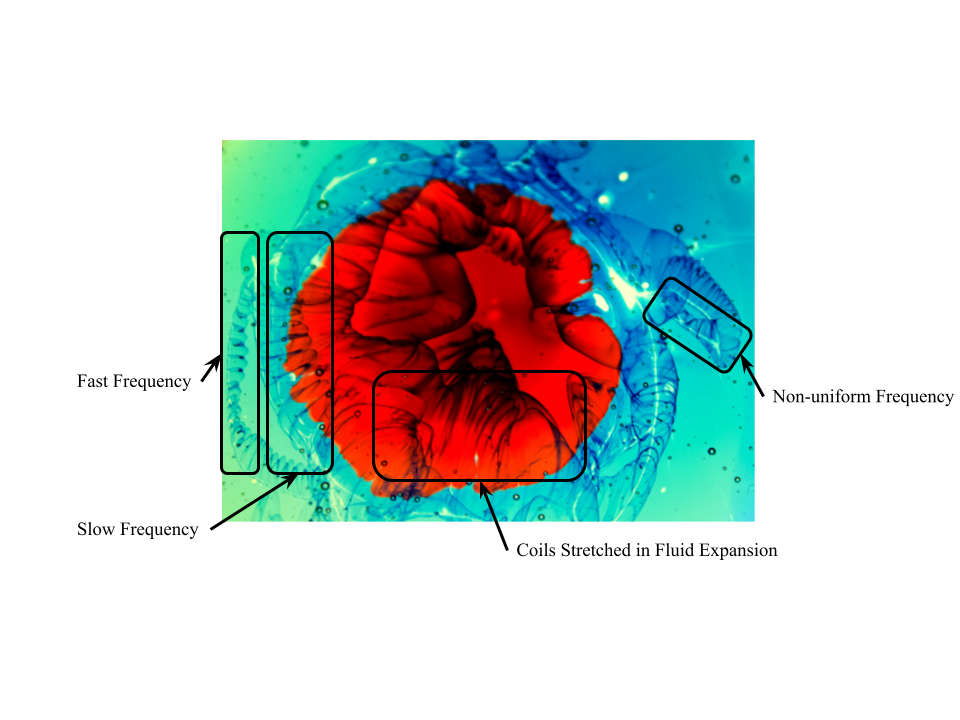 Fast Frequency
Non-uniform Frequency
Slow Frequency
Coils Stretched in Fluid Expansion